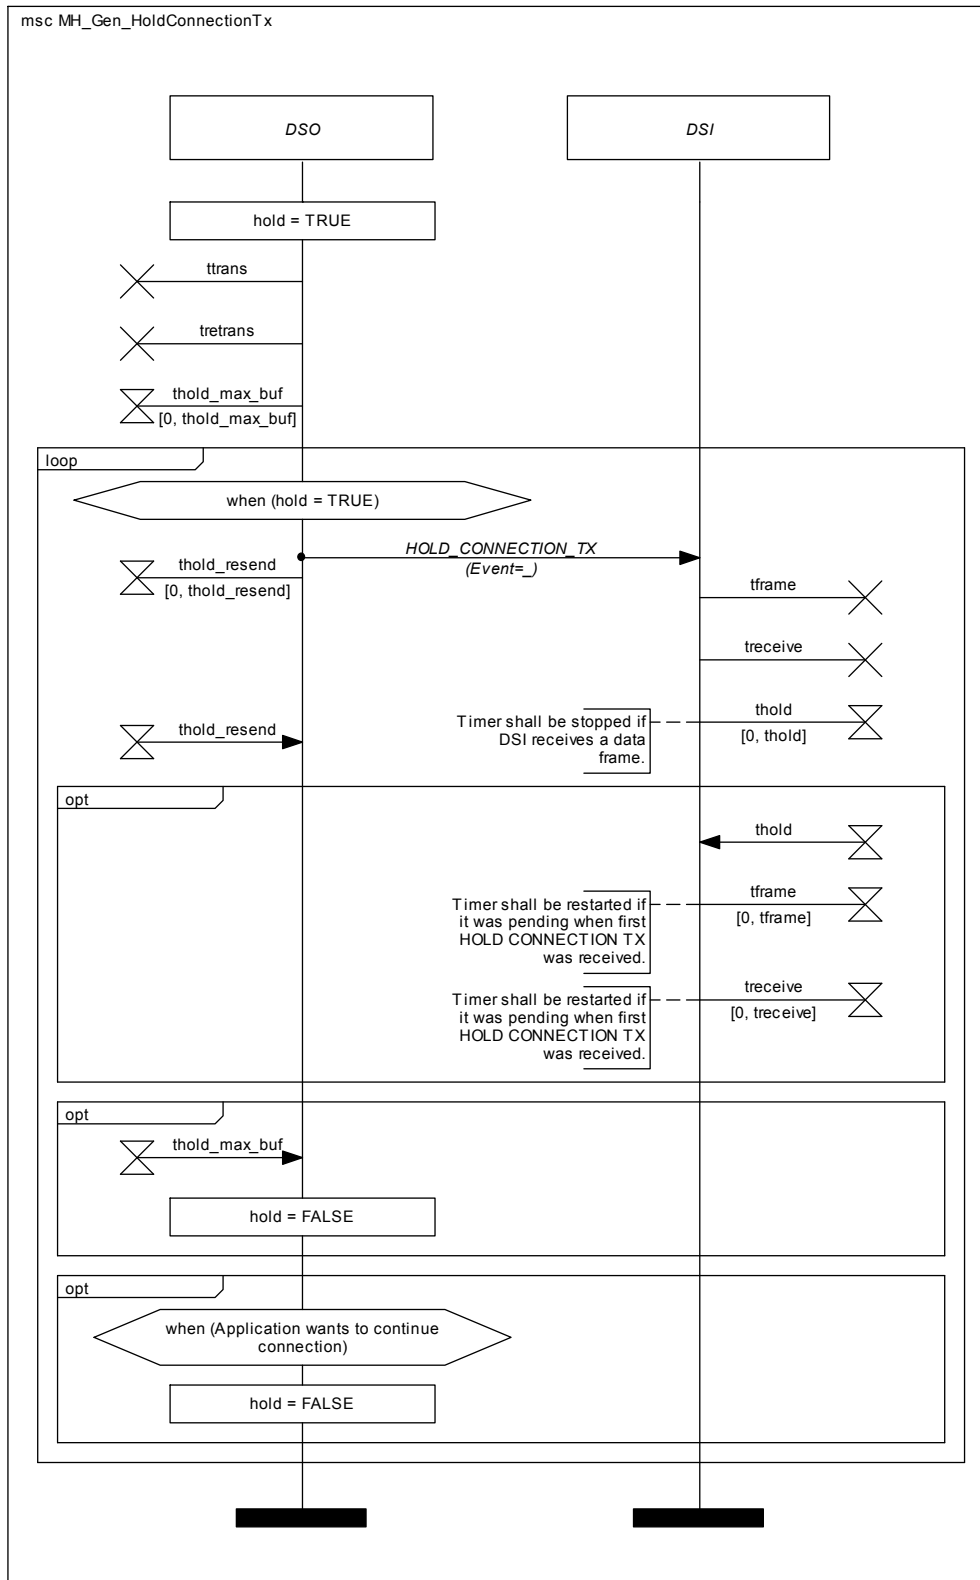 msc MH_Gen_HoldConnectionTx
DSO
DSI
hold = TRUE
ttrans
tretrans
thold_max_buf
[0, thold_max_buf]
loop
when (hold = TRUE)
HOLD_CONNECTION_TX
(Event=_)
thold_resend
[0, thold_resend]
tframe
treceive
thold_resend
Timer shall be stopped if
DSI receives a data
frame.
thold
[0, thold]
opt
thold
Timer shall be restarted if
it was pending when first
HOLD CONNECTION TX
was received.
tframe
[0, tframe]
Timer shall be restarted if
it was pending when first
HOLD CONNECTION TX
was received.
treceive
[0, treceive]
opt
thold_max_buf
hold = FALSE
opt
when (Application wants to continue
connection)
hold = FALSE